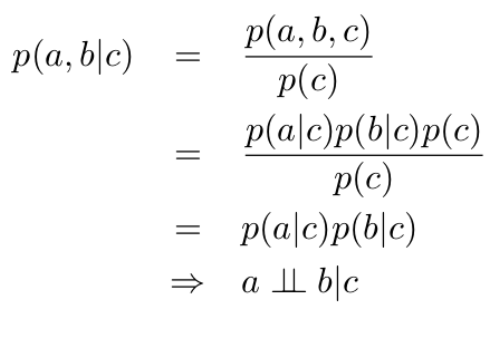 p(a, b|c) = p(a, b, c) / p(c)
= p(a|c)p(b|c)p(c) / p(c)
= p(a|c)p(b|c)
⇒ a ⫫ b|c